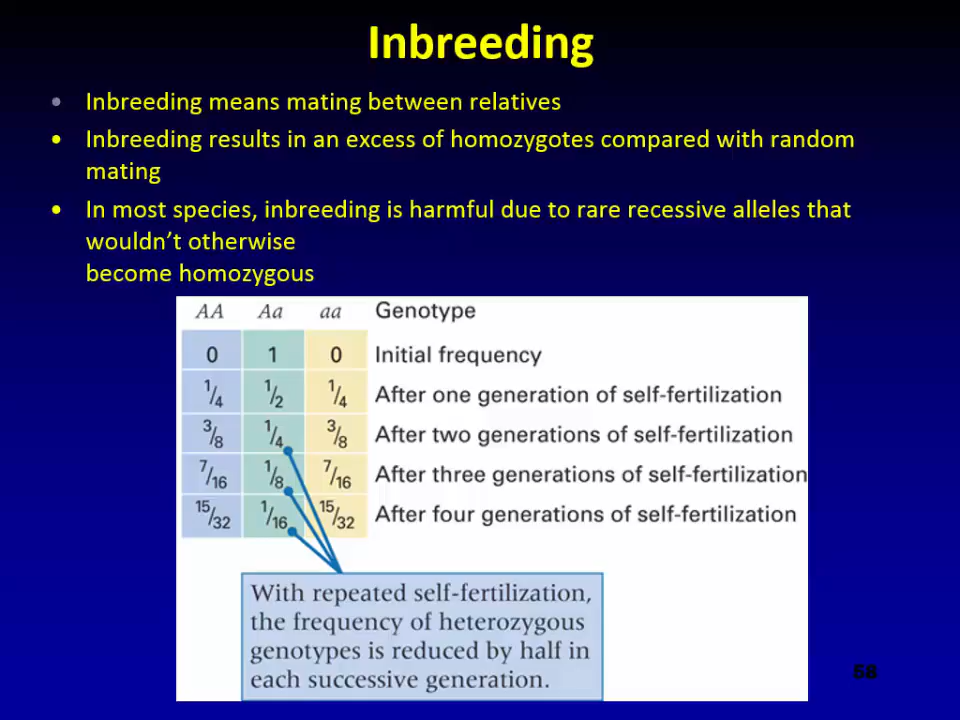 Inbreeding
• Inbreeding means mating between relatives
• Inbreeding results in an excess of homozygotes compared with random
mating
• In most species, inbreeding is harmful due to rare recessive alleles that
wouldn’t otherwise
become homozygous
AA Aa aa Genotype
0 1 0 Initial frequency
1/4 1/2 1/4 After one generation of self-fertilization
3/8 1/4 3/8 After two generations of self-fertilization
7/16 1/8 7/16 After three generations of self-fertilization
15/32 1/16 15/32 After four generations of self-fertilization
With repeated self-fertilization,
the frequency of heterozygous
genotypes is reduced by half in
each successive generation.
58